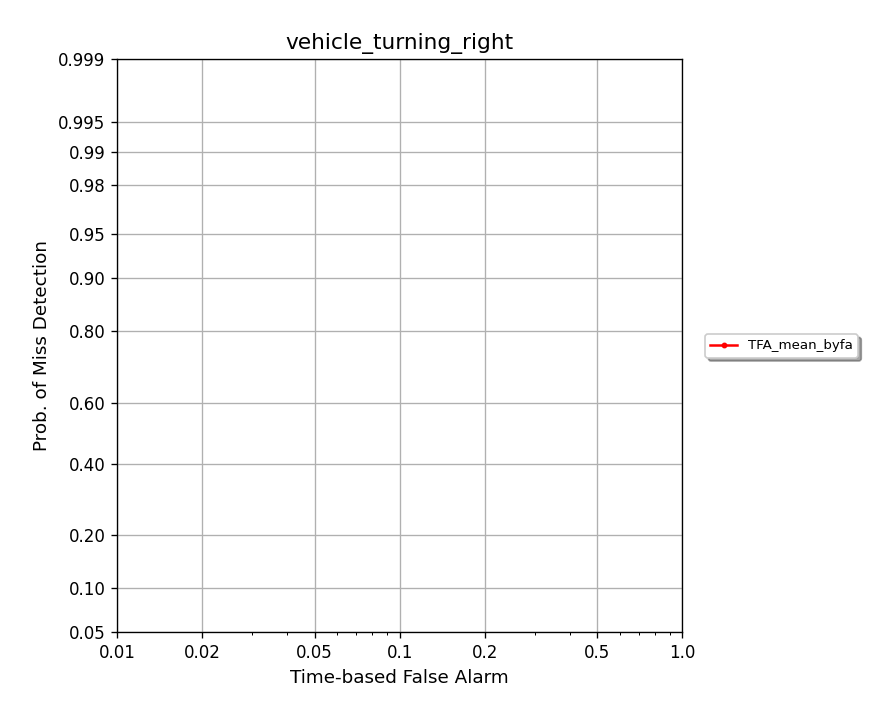 vehicle_turning_right
0.999
0.995
0.99
0.98
0.95
0.90
0.80
0.60
0.40
0.20
0.10
0.05
Prob. of Miss Detection
0.01 0.02 0.05 0.1 0.2 0.5 1.0
Time-based False Alarm
TFA_mean_byfa